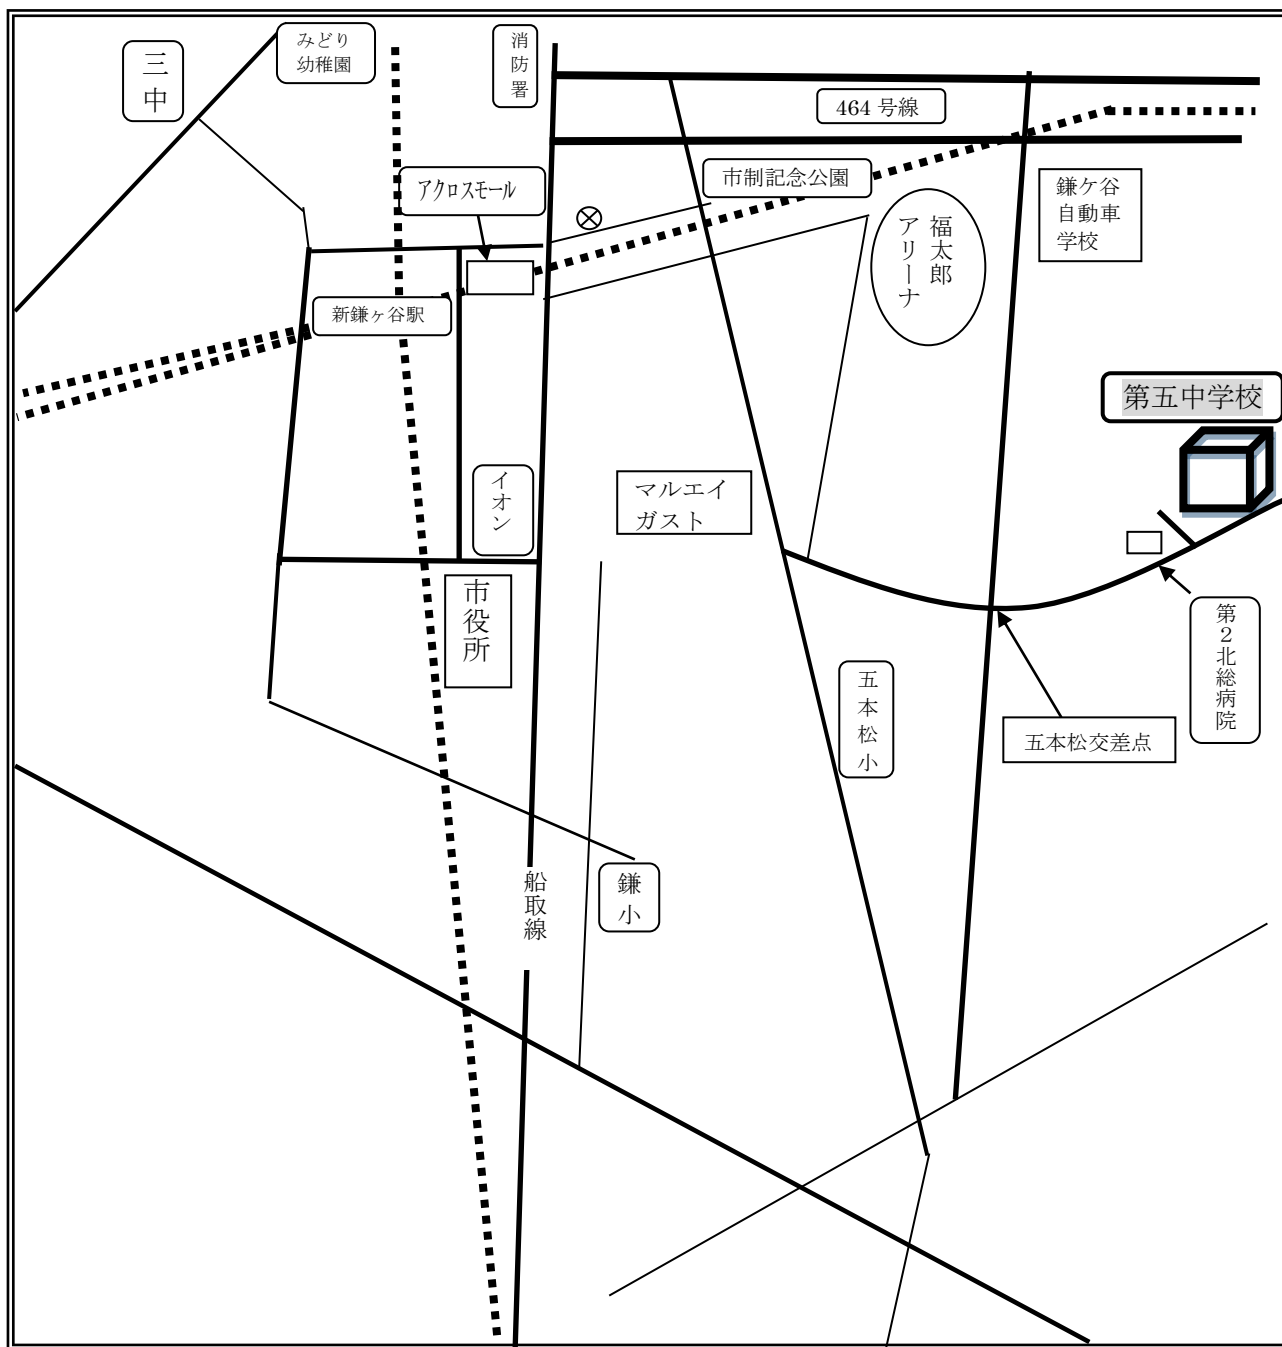 三中
みどり
幼稚園
消防署
464 号線
アクロスモール
市制記念公園
鎌ケ谷
自動車
学校
福太郎
アリーナ
新鎌ヶ谷駅
第五中学校
イオン
マルエイ
ガスト
市役所
第2北総病院
五本松小
五本松交差点
船取線
鎌小